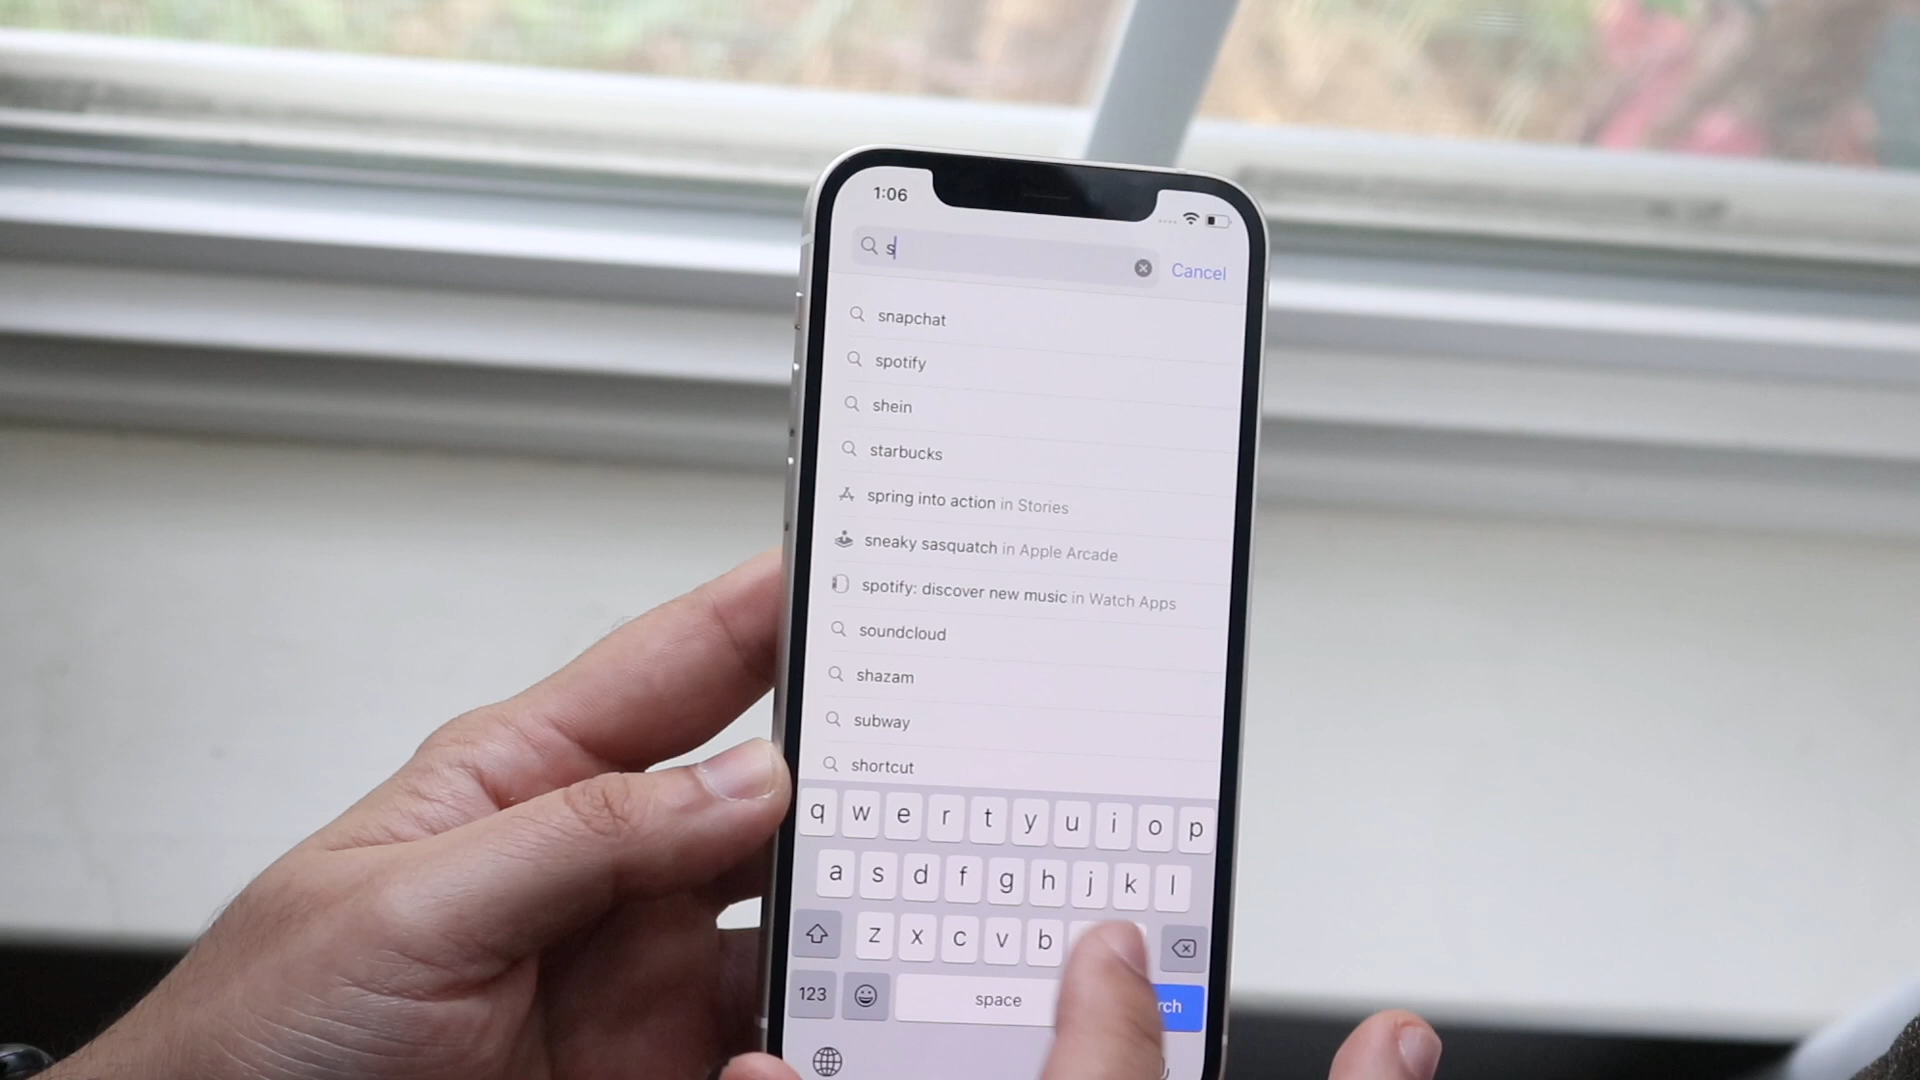 1:06
s
Cancel
snapchat
spotify
shein
starbucks
spring into action in Stories
sneaky sasquatch in Apple Arcade
spotify: discover new music in Watch Apps
soundcloud
shazam
subway
shortcut
q w e r t y u i o p
a s d f g h j k l
z x c v b
123 space rch